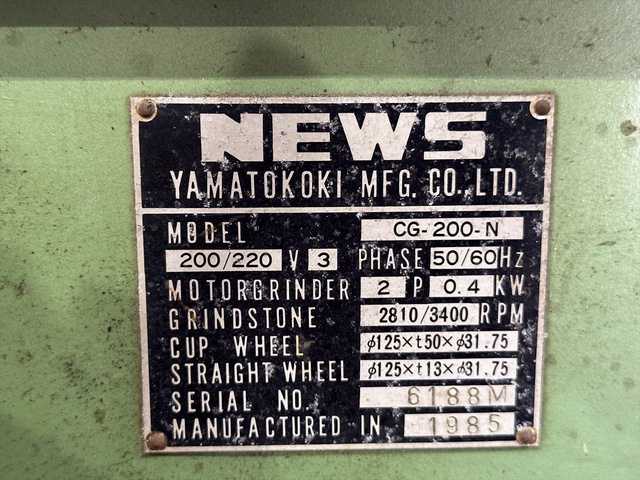 NEWS
YAMATOKOKI MFG. CO., LTD.
MODEL CG-200-N
200/220 V 3 PHASE 50/60 Hz
MOTORGRINDER 2 P 0.4 KW
GRINDSTONE 2810/3400 RPM
CUP WHEEL ϕ125×t50×ϕ31.75
STRAIGHT WHEEL ϕ125×t13×ϕ31.75
SERIAL NO. 6188M
MANUFACTURED IN 1985